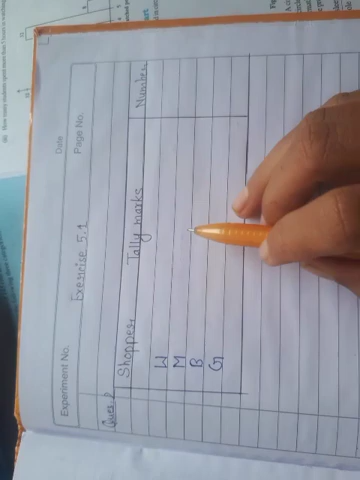 Date
Experiment No.
Page No.
Exercise 5.1
Ques. 2
Shopper Tally marks Number
W
M
B
G